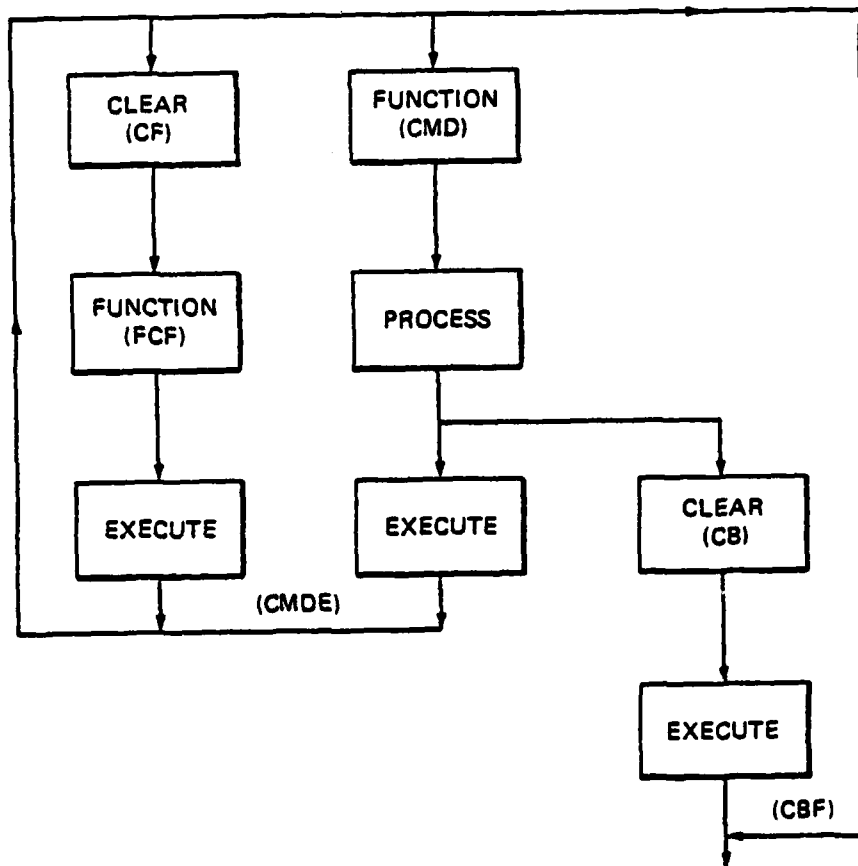 CLEAR
(CF)
FUNCTION
(CMD)
FUNCTION
(FCF)
PROCESS
EXECUTE
EXECUTE
CLEAR
(CB)
(CMDE)
EXECUTE
(CBF)